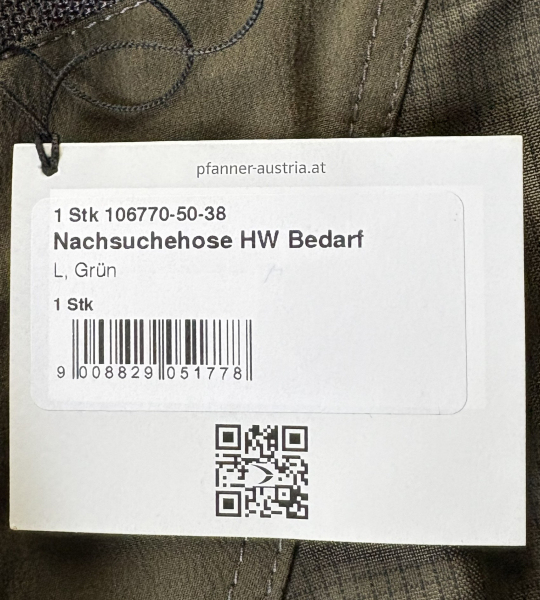 pfanner-austria.at
1 Stk 106770-50-38
Nachsuchehose HW Bedarf
L, Grün
1 Stk
9 008829 051778